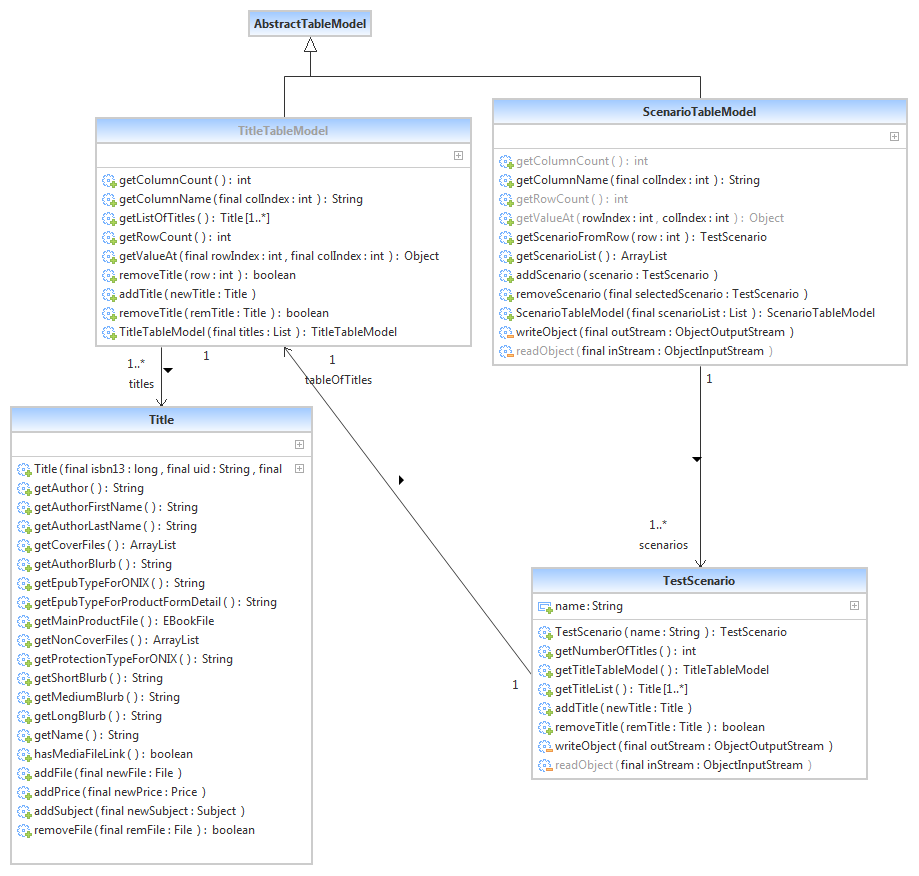 AbstractTableModel
TitleTableModel
getColumnCount ( ) : int
getColumnName ( final colIndex : int ) : String
getListOfTitles ( ) : Title [1..*]
getRowCount ( ) : int
getValueAt ( final rowIndex : int , final colIndex : int ) : Object
removeTitle ( row : int ) : boolean
addTitle ( newTitle : Title )
removeTitle ( remTitle : Title ) : boolean
TitleTableModel ( final titles : List ) : TitleTableModel
ScenarioTableModel
getColumnCount ( ) : int
getColumnName ( final colIndex : int ) : String
getRowCount ( ) : int
getValueAt ( rowIndex : int , colIndex : int ) : Object
getScenarioFromRow ( row : int ) : TestScenario
getScenarioList ( ) : ArrayList
addScenario ( scenario : TestScenario )
removeScenario ( final selectedScenario : TestScenario )
ScenarioTableModel ( final scenarioList : List ) : ScenarioTableModel
writeObject ( final outStream : ObjectOutputStream )
readObject ( final inStream : ObjectInputStream )
1..*
titles
1
1
tableOfTitles
1
1..*
scenarios
1
Title
Title ( final isbn13 : long , final uid : String , final
getAuthor ( ) : String
getAuthorFirstName ( ) : String
getAuthorLastName ( ) : String
getCoverFiles ( ) : ArrayList
getAuthorBlurb ( ) : String
getEpubTypeForONIX ( ) : String
getEpubTypeForProductFormDetail ( ) : String
getMainProductFile ( ) : EBookFile
getNonCoverFiles ( ) : ArrayList
getProtectionTypeForONIX ( ) : String
getShortBlurb ( ) : String
getMediumBlurb ( ) : String
getLongBlurb ( ) : String
getName ( ) : String
hasMediaFileLink ( ) : boolean
addFile ( final newFile : File )
addPrice ( final newPrice : Price )
addSubject ( final newSubject : Subject )
removeFile ( final remFile : File ) : boolean
TestScenario
name : String
TestScenario ( name : String ) : TestScenario
getNumberOfTitles ( ) : int
getTitleTableModel ( ) : TitleTableModel
getTitleList ( ) : Title [1..*]
addTitle ( newTitle : Title )
removeTitle ( remTitle : Title ) : boolean
writeObject ( final outStream : ObjectOutputStream )
readObject ( final inStream : ObjectInputStream )